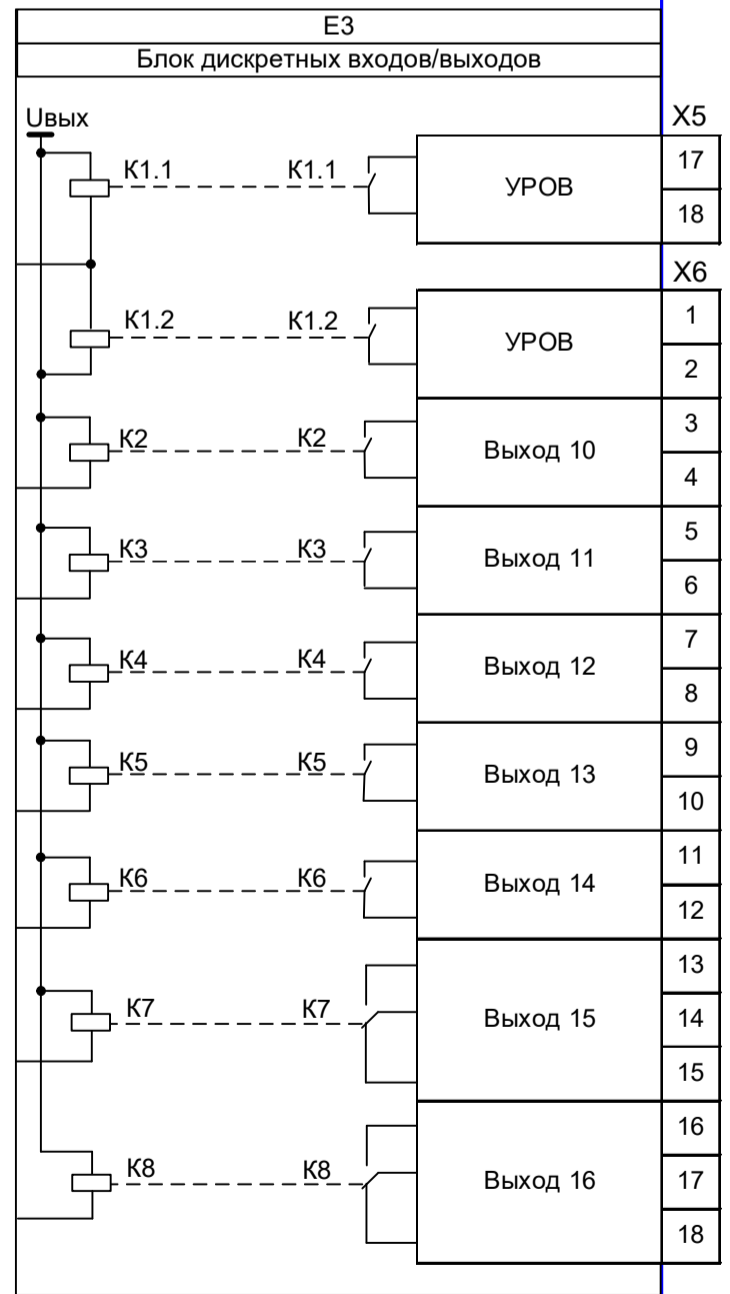 E3
Блок дискретных входов/выходов
Uвых
X5
K1.1 K1.1 УРОВ 17
18
X6
K1.2 K1.2 УРОВ 1
2
K2 K2 Выход 10 3
4
K3 K3 Выход 11 5
6
K4 K4 Выход 12 7
8
K5 K5 Выход 13 9
10
K6 K6 Выход 14 11
12
13
K7 K7 Выход 15 14
15
16
K8 K8 Выход 16 17
18